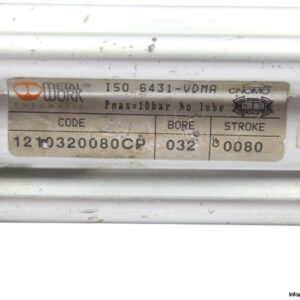 METAL WORK
PNEUMATIC
ISO 6431-VDMA
CNOMO
Pmax=10bar No lube
CODE BORE STROKE
1210320080CP 032 0080